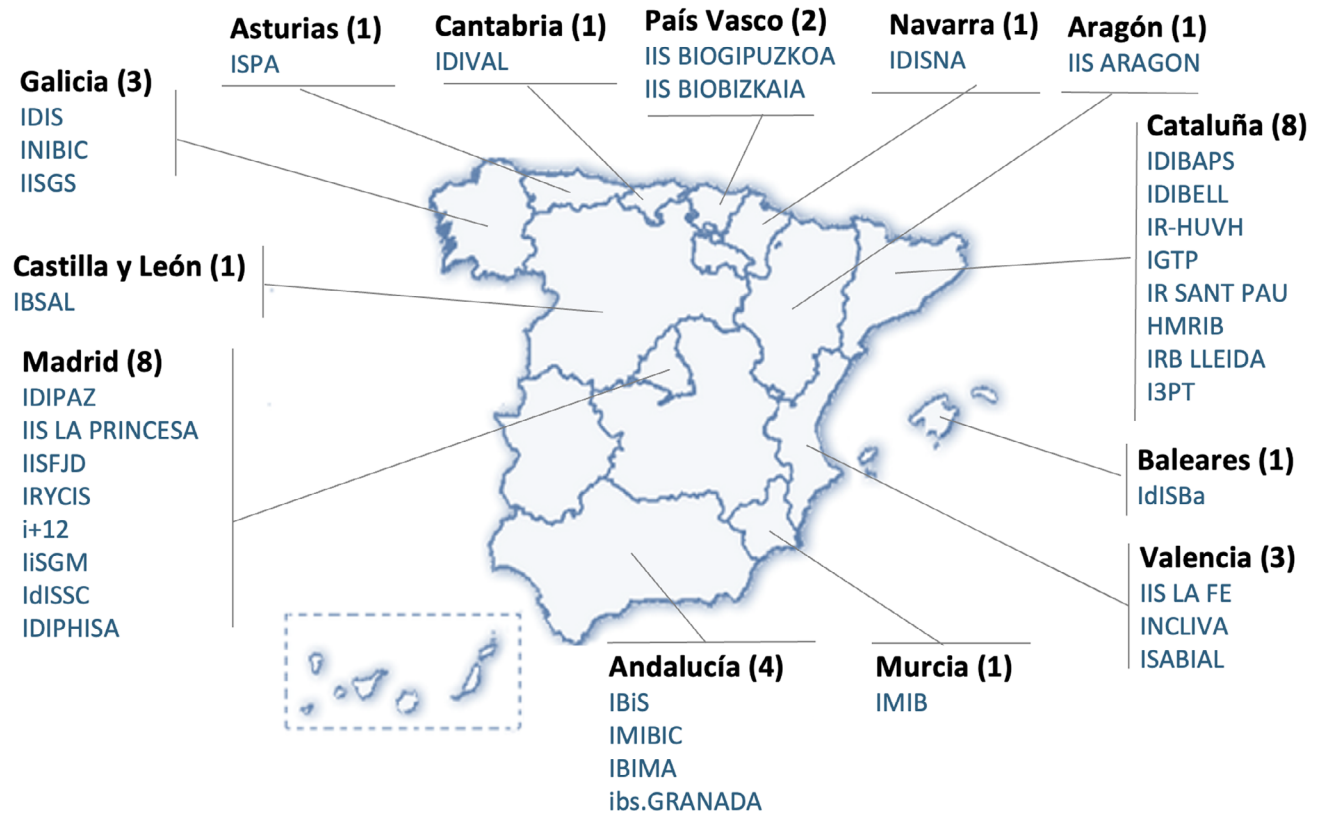 Asturias (1)
ISPA
Cantabria (1)
IDIVAL
País Vasco (2)
IIS BIOGIPUZKOA
IIS BIOBIZKAIA
Navarra (1)
IDISNA
Aragón (1)
IIS ARAGON
Galicia (3)
IDIS
INIBIC
IISGS
Cataluña (8)
IDIBAPS
IDIBELL
IR-HUVH
IGTP
IR SANT PAU
HMRIB
IRB LLEIDA
I3PT
Castilla y León (1)
IBSAL
Madrid (8)
IDIPAZ
IIS LA PRINCESA
IISFJD
IRYCIS
i+12
IiSGM
IdISSC
IDIPHISA
Baleares (1)
IdISBa
Valencia (3)
IIS LA FE
INCLIVA
ISABIAL
Andalucía (4)
IBiS
IMIBIC
IBIMA
ibs.GRANADA
Murcia (1)
IMIB